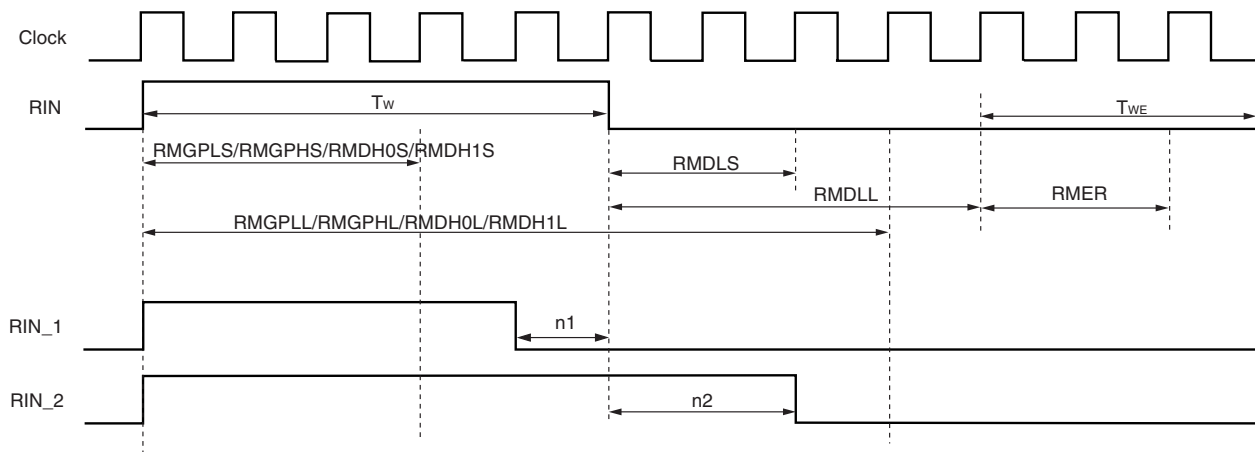 Clock
RIN
Tw
TWE
RMGPLS/RMGPHS/RMDH0S/RMDH1S
RMDLS
RMDLL
RMER
RMGPLL/RMGPHL/RMDH0L/RMDH1L
RIN_1
n1
RIN_2
n2